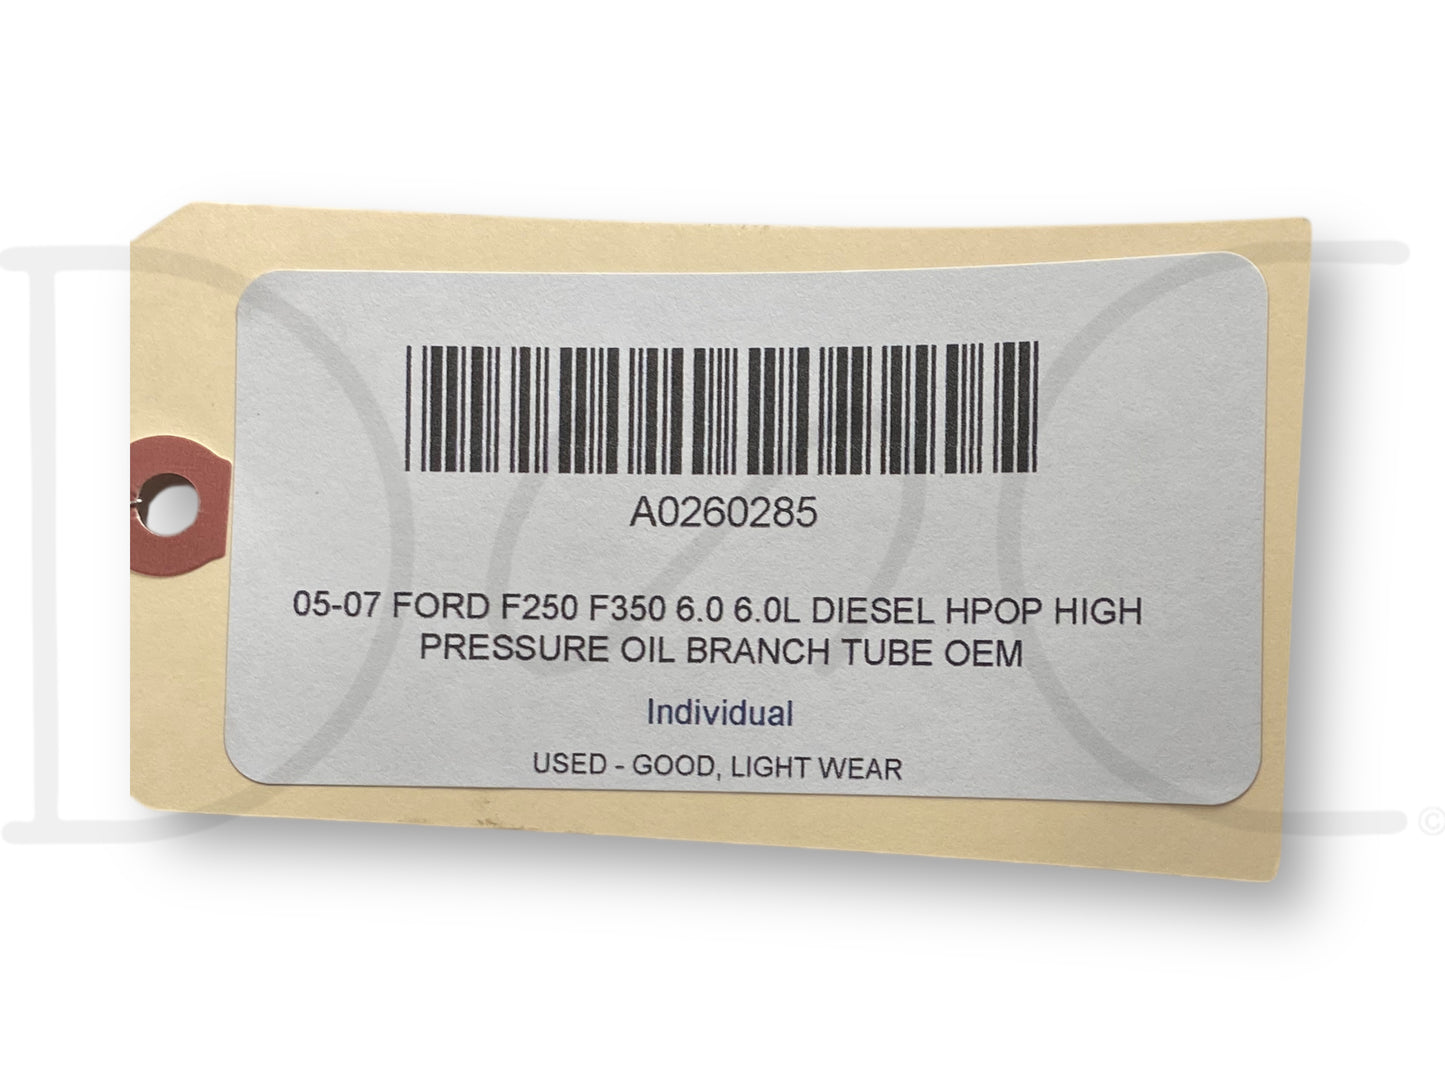 A0260285
05-07 FORD F250 F350 6.0 6.0L DIESEL HPOP HIGH
PRESSURE OIL BRANCH TUBE OEM
Individual
USED - GOOD, LIGHT WEAR
©